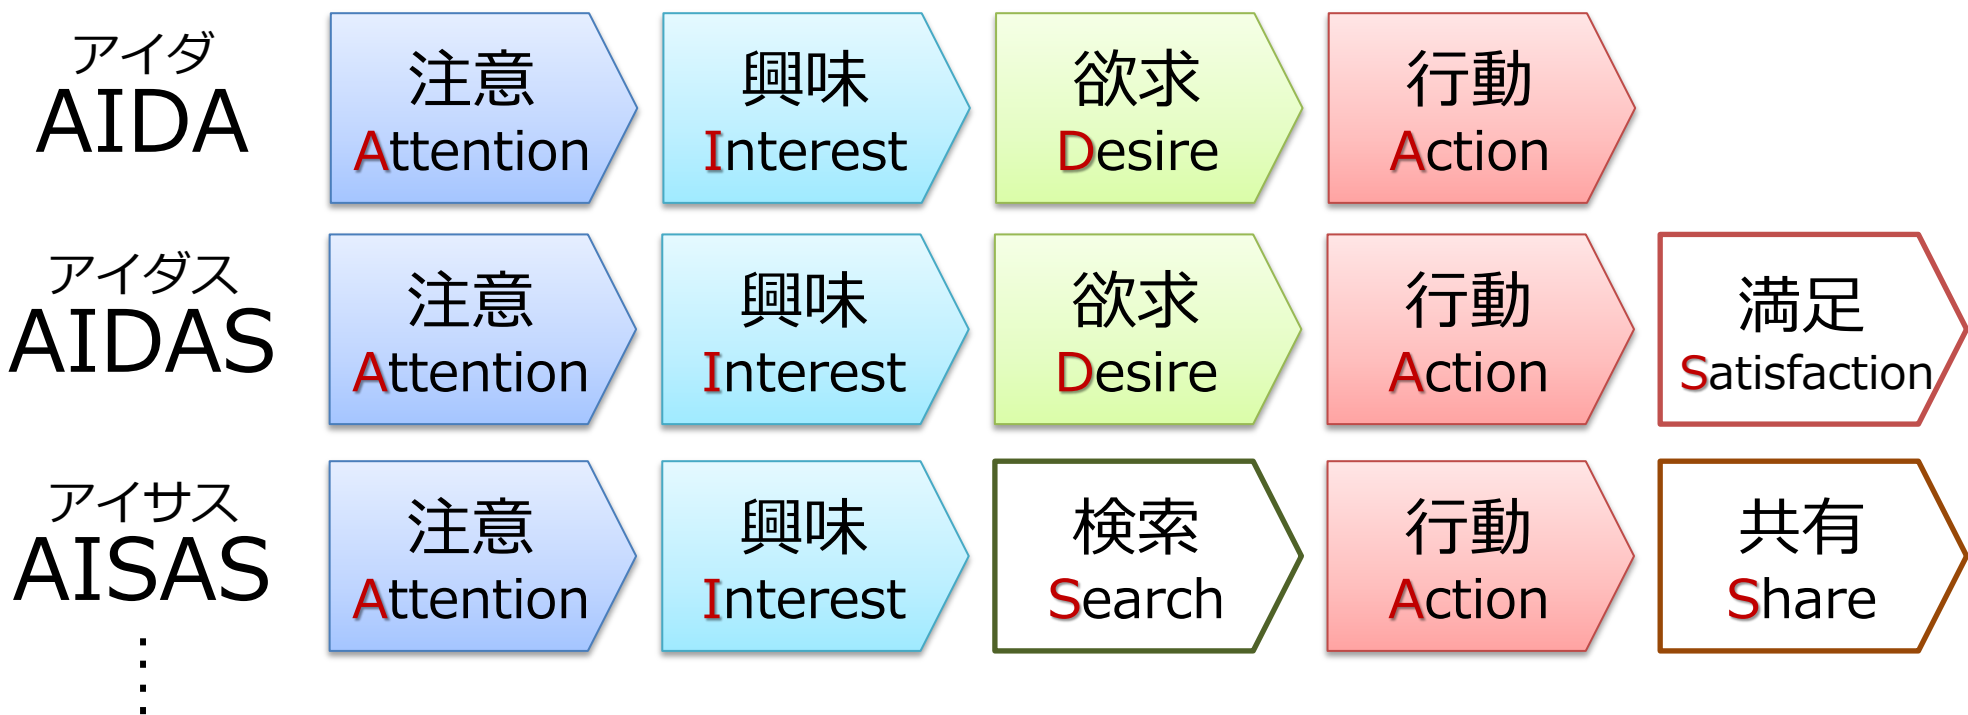 アイダ
AIDA
注意
Attention
興味
Interest
欲求
Desire
行動
Action
アイダス
AIDAS
注意
Attention
興味
Interest
欲求
Desire
行動
Action
満足
Satisfaction
アイサス
AISAS
注意
Attention
興味
Interest
検索
Search
行動
Action
共有
Share